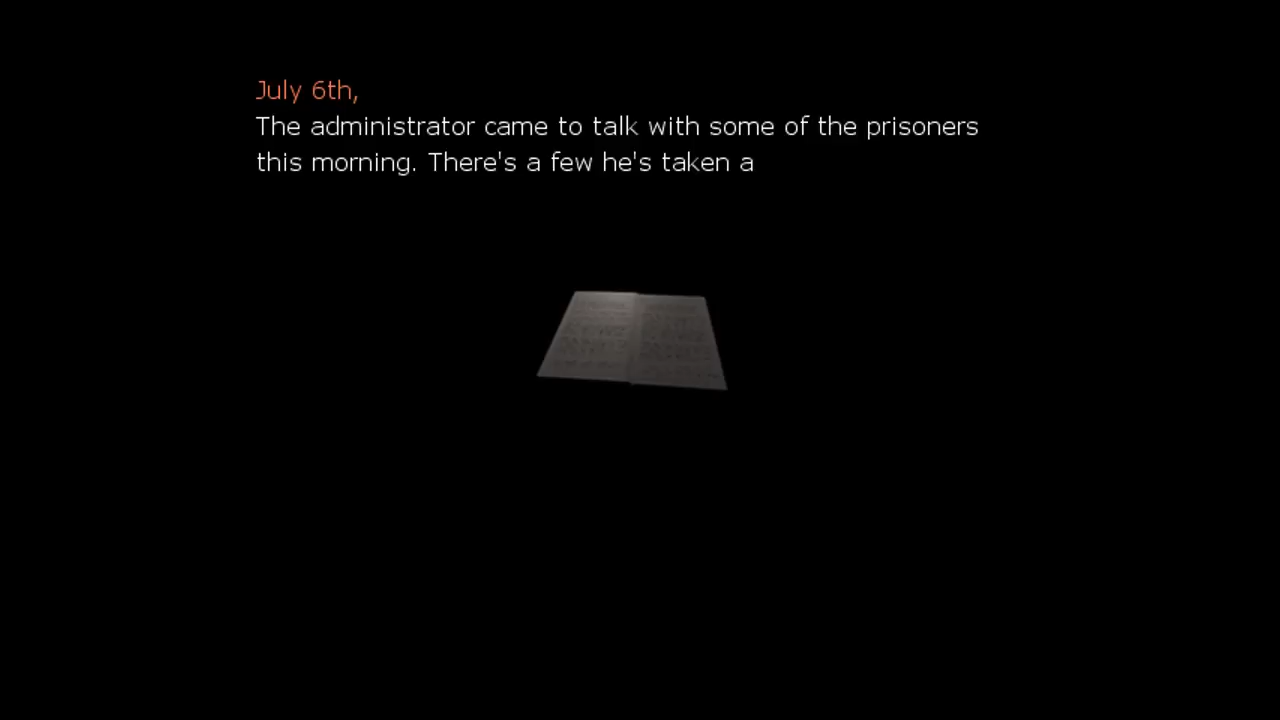 July 6th,
The administrator came to talk with some of the prisoners
this morning. There's a few he's taken a